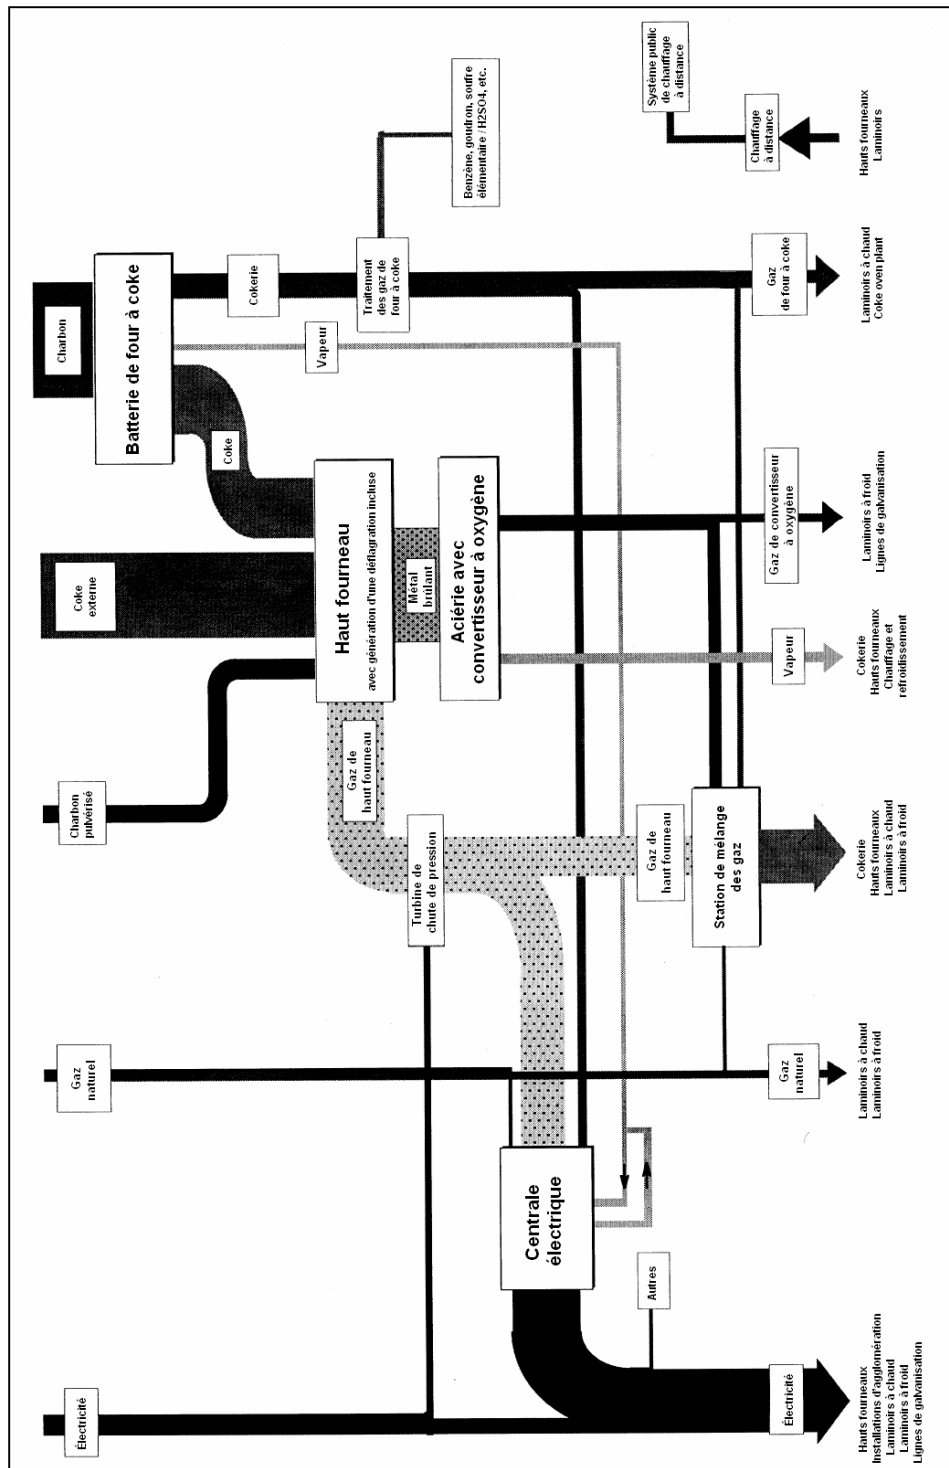 Électricité
Gaz
naturel
Charbon
pulvérisé
Coke
externe
Charbon
Batterie de four à coke
Coke
Cokerie
Vapeur
Haut fourneau
avec génération d'une déflagration incluse
Gaz de
haut fourneau
Traitement
des gaz de
four à coke
Turbine de
chute de pression
Métal
brûlant
Aciérie avec
convertisseur à oxygène
Benzène, goudron, soufre
élémentaire / H2SO4, etc.
Centrale
électrique
Autres
Gaz de
haut fourneau
Système public
de chauffage
à distance
Station de mélange
des gaz
Électricité
Gaz
naturel
Vapeur
Gaz de convertisseur
à oxygène
Gaz
de four à coke
Chauffage
à distance
Hauts fourneaux
Installations d'agglomération
Laminoirs à chaud
Laminoirs à froid
Lignes de galvanisation
Laminoirs à chaud
Laminoirs à froid
Cokerie
Hauts fourneaux
Laminoirs à chaud
Laminoirs à froid
Cokerie
Hauts fourneaux
Chauffage et
refroidissement
Laminoirs à froid
Lignes de galvanisation
Laminoirs à chaud
Coke oven plant
Hauts fourneaux
Laminoirs